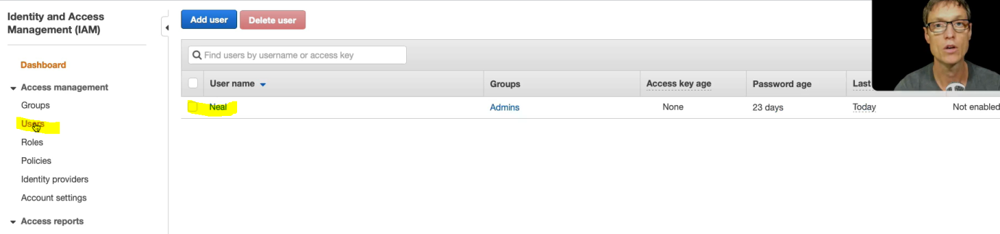 Identity and Access
Management (IAM)
Dashboard
Access management
Groups
Users
Roles
Policies
Identity providers
Account settings
Access reports
Add user
Delete user
Find users by username or access key
User name
Groups
Access key age
Password age
Last
Neal
Admins
None
23 days
Today
Not enabled